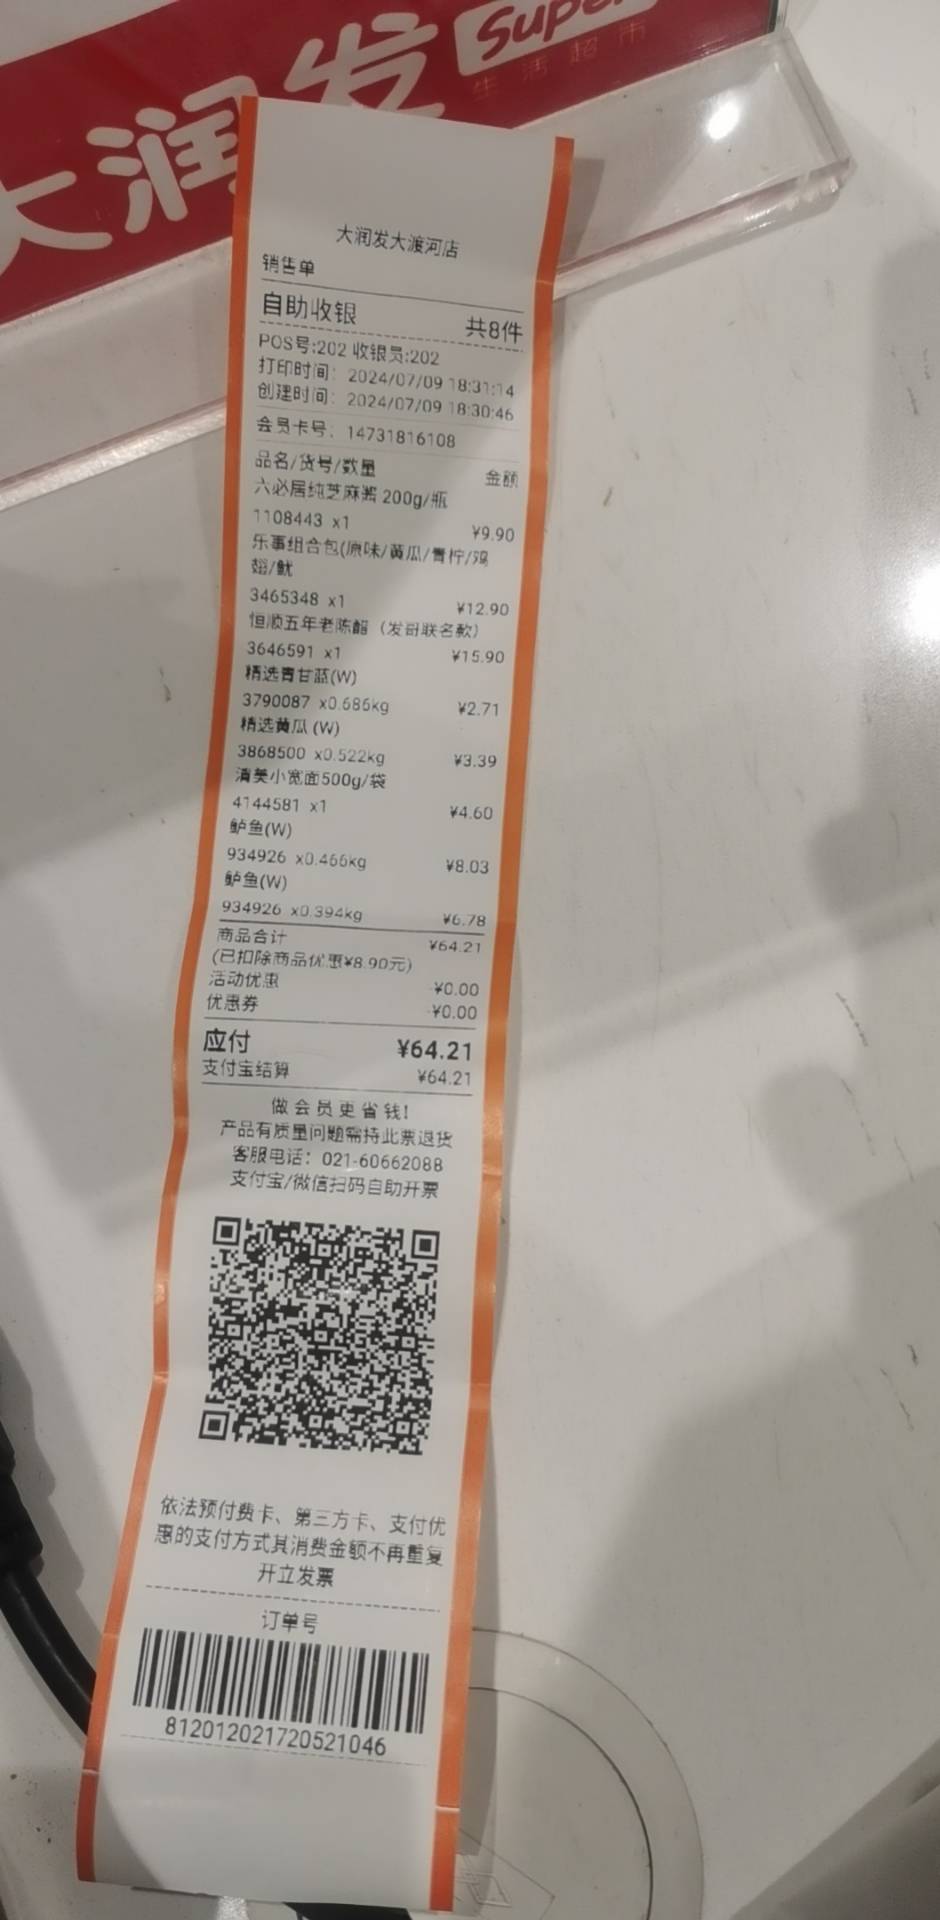 大润发 Super
生活超市
大润发大渡河店
销售单
自助收银 共8件
POS号:202 收银员:202
打印时间: 2024/07/09 18:31:14
创建时间: 2024/07/09 18:30:46
会员卡号: 14731816108
品名/货号/数量 金额
六必居纯芝麻酱 200g/瓶
1108443 x1 ¥9.90
乐事组合包(原味/黄瓜/青柠/鸡
翅/鱿
3465348 x1 ¥12.90
恒顺五年老陈醋（发哥联名款）
3646591 x1 ¥15.90
精选青甘蓝(W)
3790087 x0.686kg ¥2.71
精选黄瓜 (W)
3868500 x0.522kg ¥3.39
清美小宽面500g/袋
4144581 x1 ¥4.60
鲈鱼(W)
934926 x0.466kg ¥8.03
鲈鱼(W)
934926 x0.394kg ¥6.78
商品合计 ¥64.21
(已扣除商品优惠¥8.90元)
活动优惠 -¥0.00
优惠券 -¥0.00
应付 ¥64.21
支付宝结算 ¥64.21
做会员更省钱!
产品有质量问题需持此票退货
客服电话: 021-60662088
支付宝/微信扫码自助开票
依法预付费卡、第三方卡、支付优
惠的支付方式其消费金额不再重复
开立发票
订单号
812012021720521046